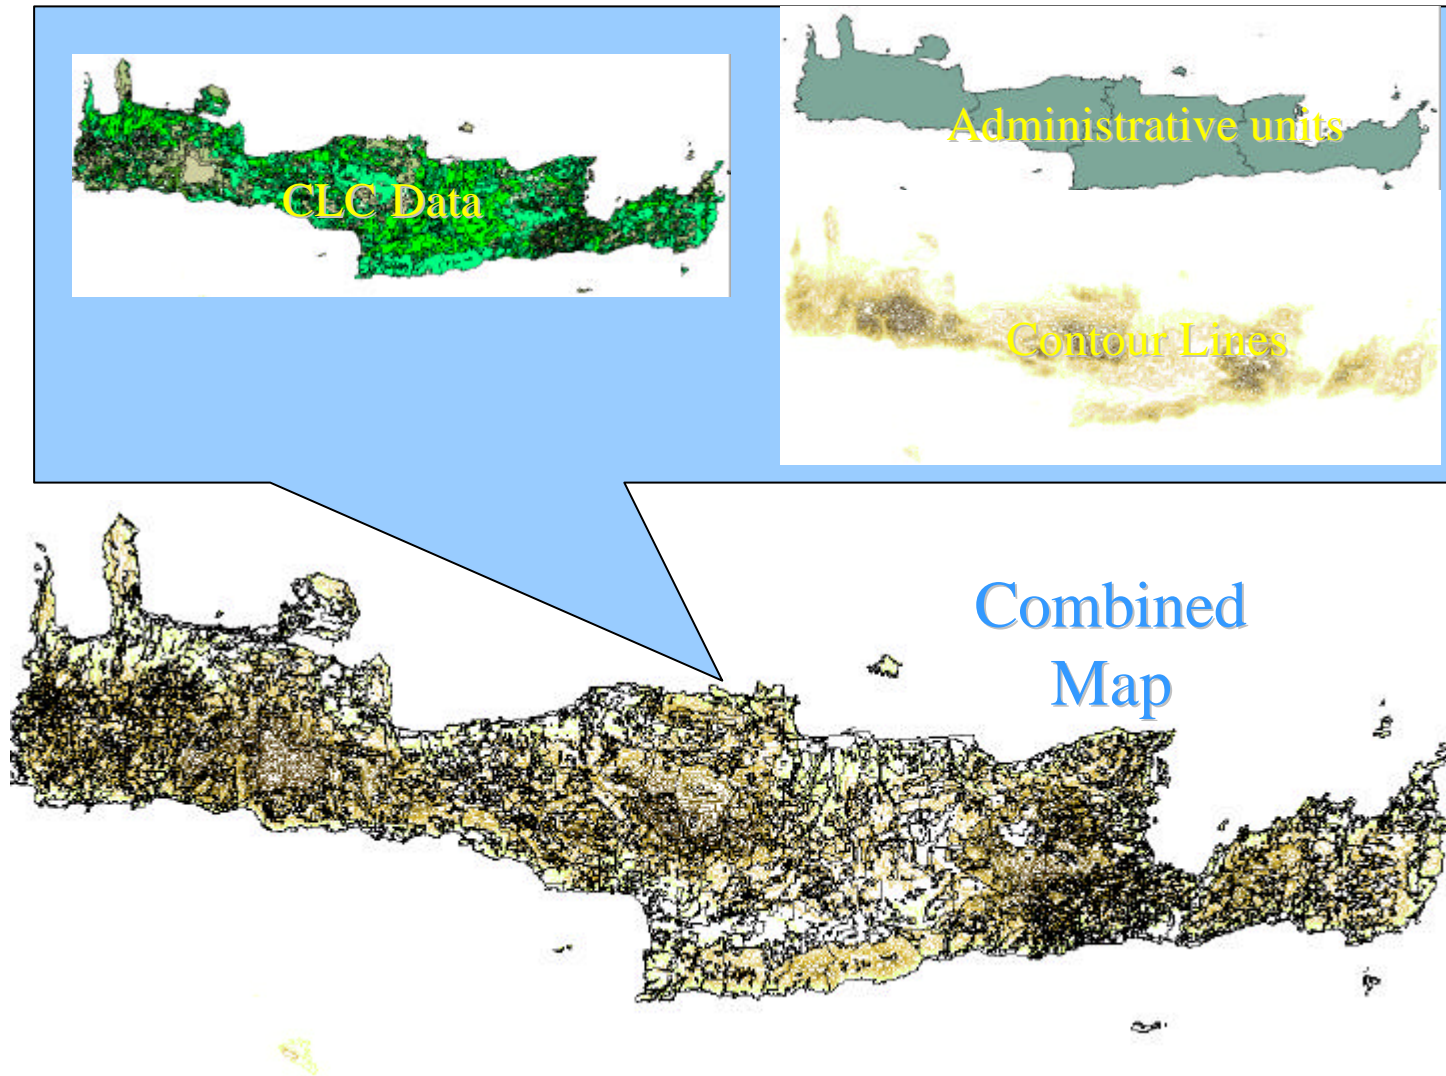 Administrative units
CLC Data
Contour Lines
Combined
Map